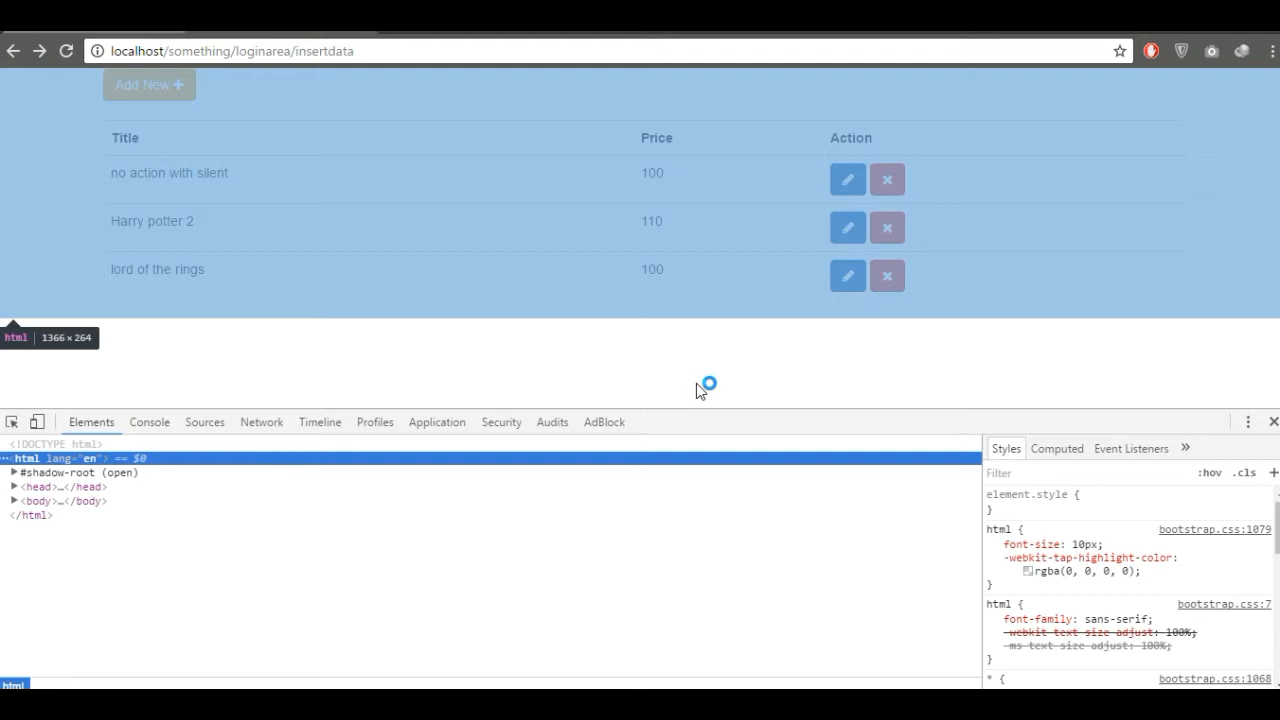 localhost/something/loginarea/insertdata
Add New
Title Price Action
no action with silent 100
Harry potter 2 110
lord of the rings 100
html 1366 × 264
Elements Console Sources Network Timeline Profiles Application Security Audits AdBlock
<!DOCTYPE html>
…<html lang="en"> == $0
#shadow-root (open)
<head>…</head>
<body>…</body>
</html>
html
Styles Computed Event Listeners »
Filter :hov .cls +
element.style {
}
html { bootstrap.css:1079
font-size: 10px;
-webkit-tap-highlight-color:
rgba(0, 0, 0, 0);
}
html { bootstrap.css:7
font-family: sans-serif;
-webkit-text-size-adjust: 100%;
-ms-text-size-adjust: 100%;
}
* { bootstrap.css:1068